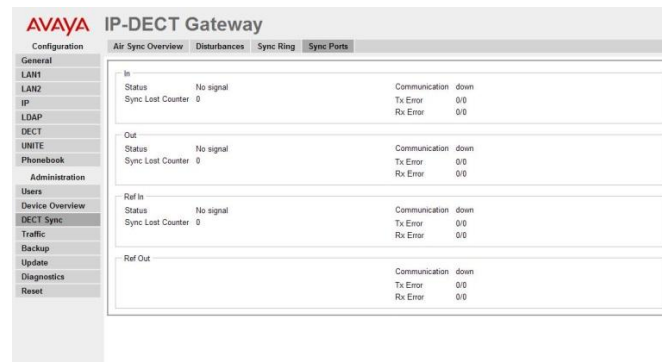 AVAYA IP-DECT Gateway
Configuration
General
LAN1
LAN2
IP
LDAP
DECT
UNITE
Phonebook
Administration
Users
Device Overview
DECT Sync
Traffic
Backup
Update
Diagnostics
Reset
Air Sync Overview Disturbances Sync Ring Sync Ports
In
Status No signal Communication down
Sync Lost Counter 0 Tx Error 0/0
Rx Error 0/0
Out
Status No signal Communication down
Sync Lost Counter 0 Tx Error 0/0
Rx Error 0/0
Ref In
Status No signal Communication down
Sync Lost Counter 0 Tx Error 0/0
Rx Error 0/0
Ref Out
Communication down
Tx Error 0/0
Rx Error 0/0